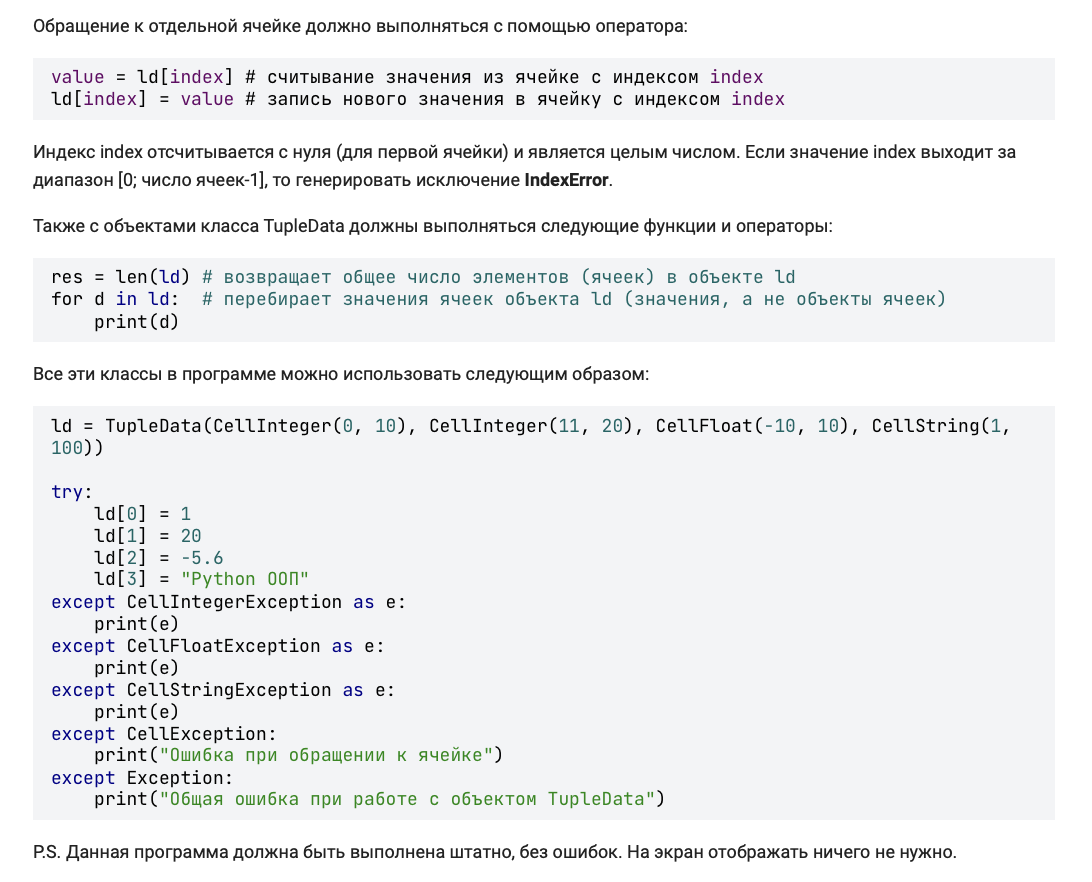 Обращение к отдельной ячейке должно выполняться с помощью оператора:
value = ld[index] # считывание значения из ячейке с индексом index
ld[index] = value # запись нового значения в ячейку с индексом index
Индекс index отсчитывается с нуля (для первой ячейки) и является целым числом. Если значение index выходит за
диапазон [0; число ячеек-1], то генерировать исключение IndexError.
Также с объектами класса TupleData должны выполняться следующие функции и операторы:
res = len(ld) # возвращает общее число элементов (ячеек) в объекте ld
for d in ld:  # перебирает значения ячеек объекта ld (значения, а не объекты ячеек)
    print(d)
Все эти классы в программе можно использовать следующим образом:
ld = TupleData(CellInteger(0, 10), CellInteger(11, 20), CellFloat(-10, 10), CellString(1,
100))
try:
    ld[0] = 1
    ld[1] = 20
    ld[2] = -5.6
    ld[3] = "Python ООП"
except CellIntegerException as e:
    print(e)
except CellFloatException as e:
    print(e)
except CellStringException as e:
    print(e)
except CellException:
    print("Ошибка при обращении к ячейке")
except Exception:
    print("Общая ошибка при работе с объектом TupleData")
P.S. Данная программа должна быть выполнена штатно, без ошибок. На экран отображать ничего не нужно.